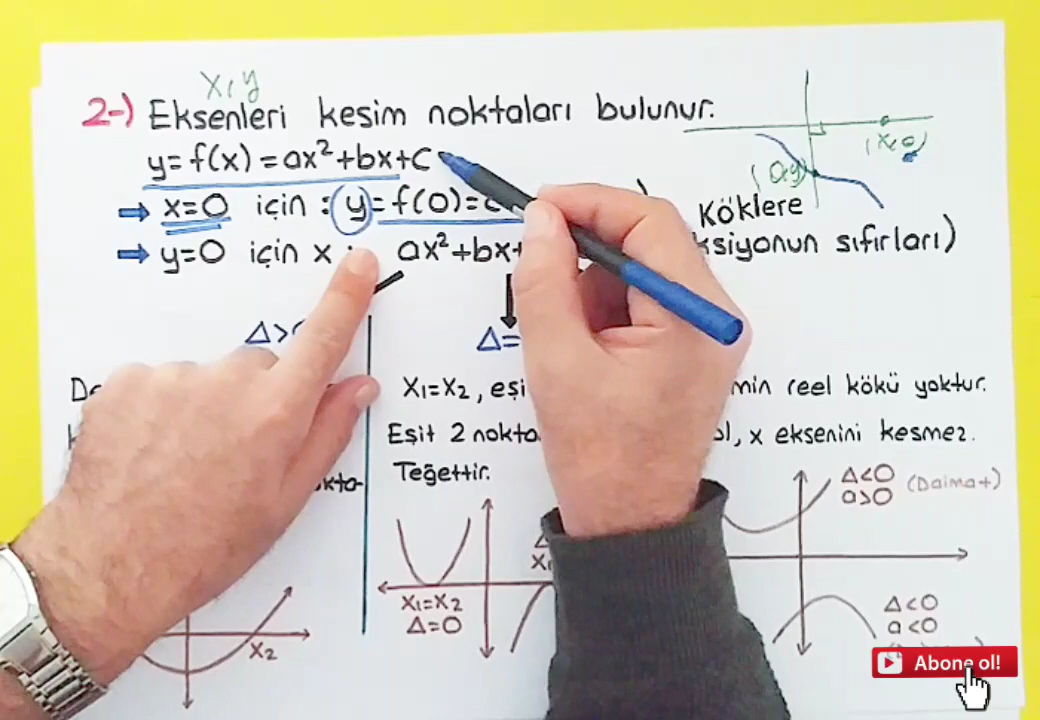 x,y
2-) Eksenleri kesim noktaları bulunur.
y=f(x)=ax²+bx+c
(x,0)
(0,y)
⇒ x=0 için : y=f(0)=c
Köklere
⇒ y=0 için x ax²+bx+
sıfırları)
Δ>
Δ=
X₁=X₂, eşi
reel kökü yoktur.
Eşit 2 nokta
, x eksenini kesmez.
Teğettir.
Δ<0 (Daima+)
a>0
X₁=X₂
Δ=0
Δ<0
a<0
X₂
Abone ol!